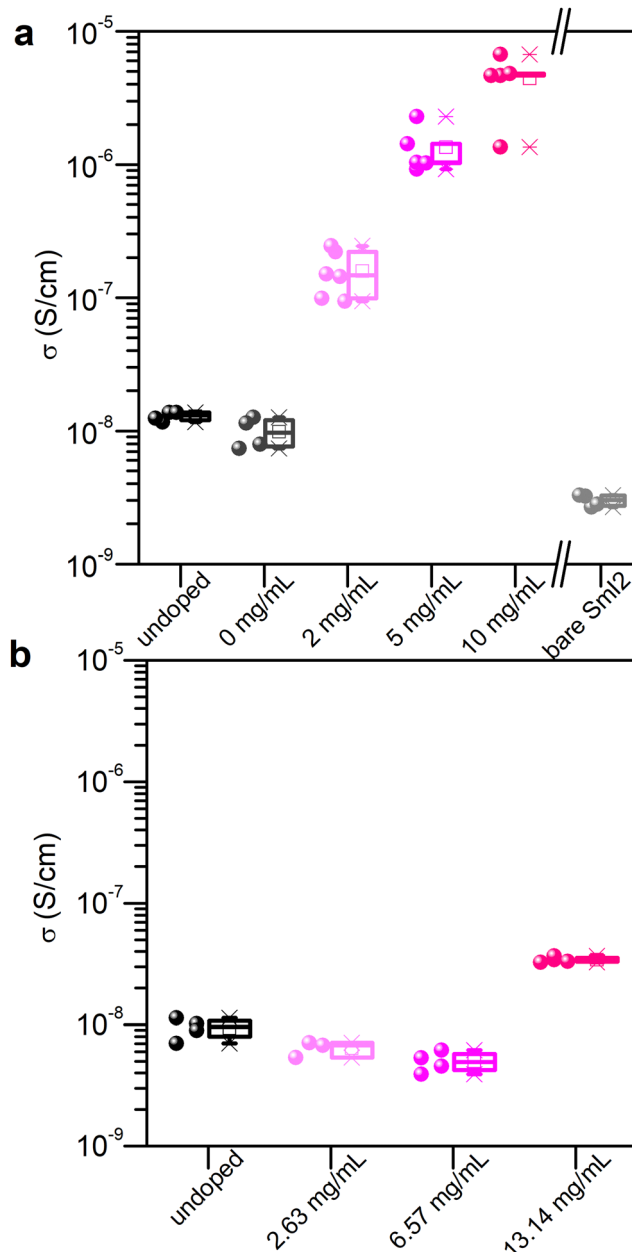 a
10⁻⁵
10⁻⁶
10⁻⁷
10⁻⁸
10⁻⁹
σ (S/cm)
undoped
0 mg/mL
2 mg/mL
5 mg/mL
10 mg/mL
bare SmI2
b
10⁻⁵
10⁻⁶
10⁻⁷
10⁻⁸
10⁻⁹
σ (S/cm)
undoped
2.63 mg/mL
6.57 mg/mL
13.14 mg/mL